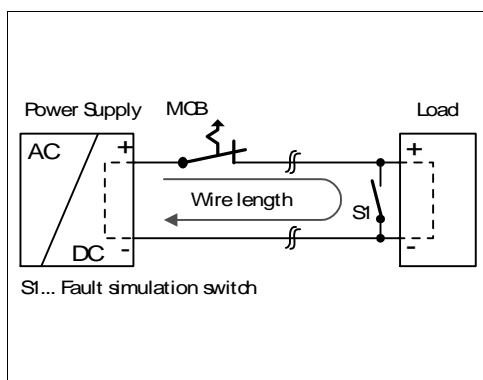 Power Supply MCB Load
AC + +
Wire length
S1
DC - -
S1... Fault simulation switch